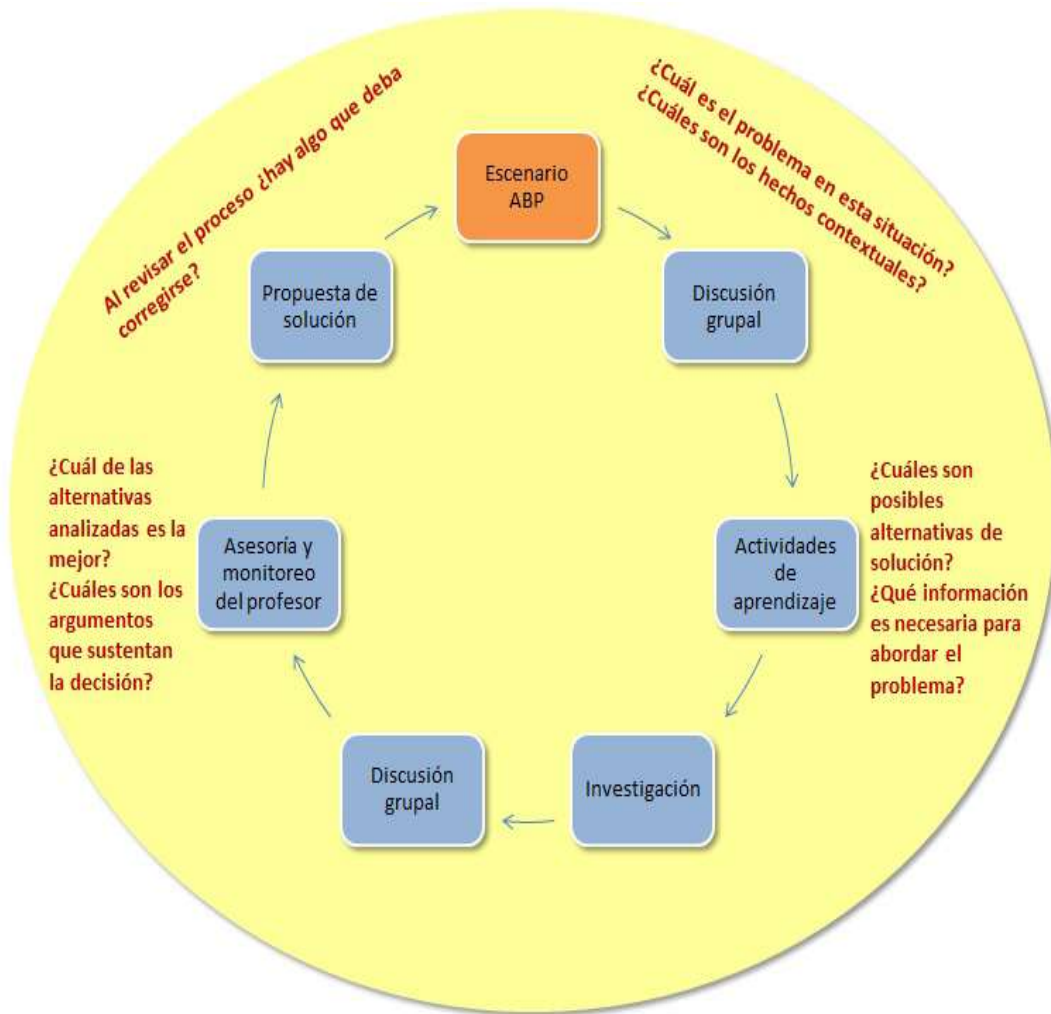 Escenario
ABP
¿Cuál es el problema en esta situación?
¿Cuáles son los hechos contextuales?
Discusión
grupal
¿Cuáles son
posibles
alternativas de
solución?
¿Qué información
es necesaria para
abordar el
problema?
Actividades
de
aprendizaje
Investigación
Discusión
grupal
Asesoría y
monitoreo
del profesor
¿Cuál de las
alternativas
analizadas es la
mejor?
¿Cuáles son los
argumentos
que sustentan
la decisión?
Propuesta de
solución
Al revisar el proceso ¿hay algo que deba
corregirse?